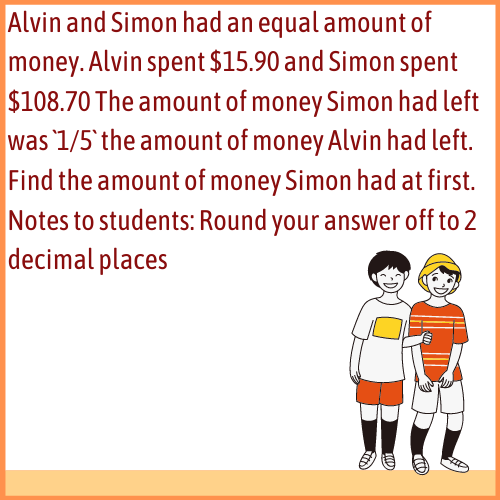 Alvin and Simon had an equal amount of
money. Alvin spent $15.90 and Simon spent
$108.70 The amount of money Simon had left
was `1/5` the amount of money Alvin had left.
Find the amount of money Simon had at first.
Notes to students: Round your answer off to 2
decimal places